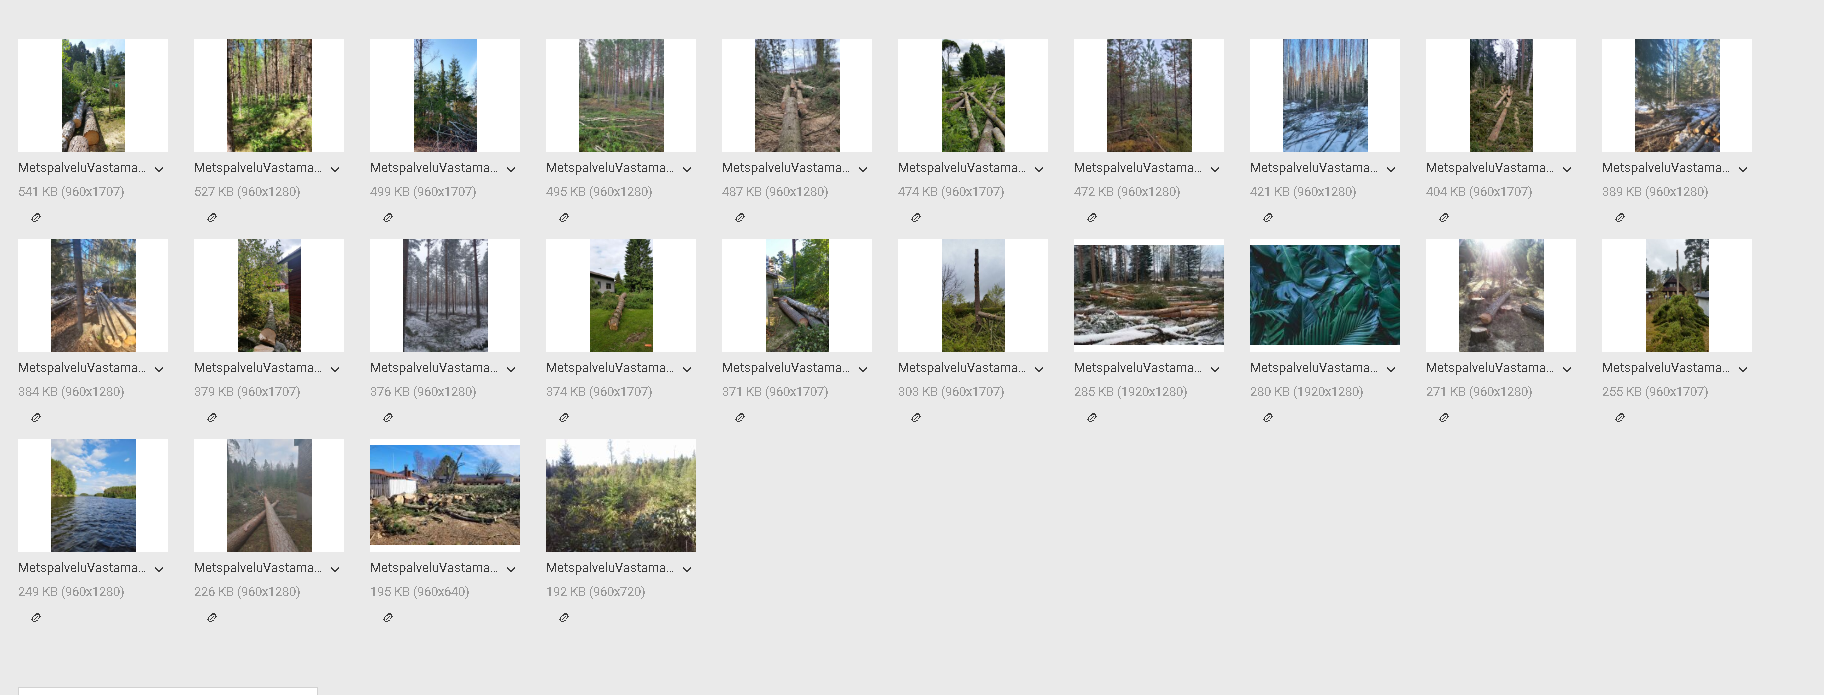 MetspalveluVastama... MetspalveluVastama... MetspalveluVastama... MetspalveluVastama... MetspalveluVastama... MetspalveluVastama... MetspalveluVastama... MetspalveluVastama... MetspalveluVastama... MetspalveluVastama...
541 KB (960x1707) 527 KB (960x1280) 499 KB (960x1707) 495 KB (960x1280) 487 KB (960x1280) 474 KB (960x1707) 472 KB (960x1280) 421 KB (960x1280) 404 KB (960x1707) 389 KB (960x1280)
MetspalveluVastama... MetspalveluVastama... MetspalveluVastama... MetspalveluVastama... MetspalveluVastama... MetspalveluVastama... MetspalveluVastama... MetspalveluVastama... MetspalveluVastama... MetspalveluVastama...
384 KB (960x1280) 379 KB (960x1707) 376 KB (960x1280) 374 KB (960x1707) 371 KB (960x1707) 303 KB (960x1707) 285 KB (1920x1280) 280 KB (1920x1280) 271 KB (960x1280) 255 KB (960x1707)
MetspalveluVastama... MetspalveluVastama... MetspalveluVastama... MetspalveluVastama...
249 KB (960x1280) 226 KB (960x1280) 195 KB (960x640) 192 KB (960x720)